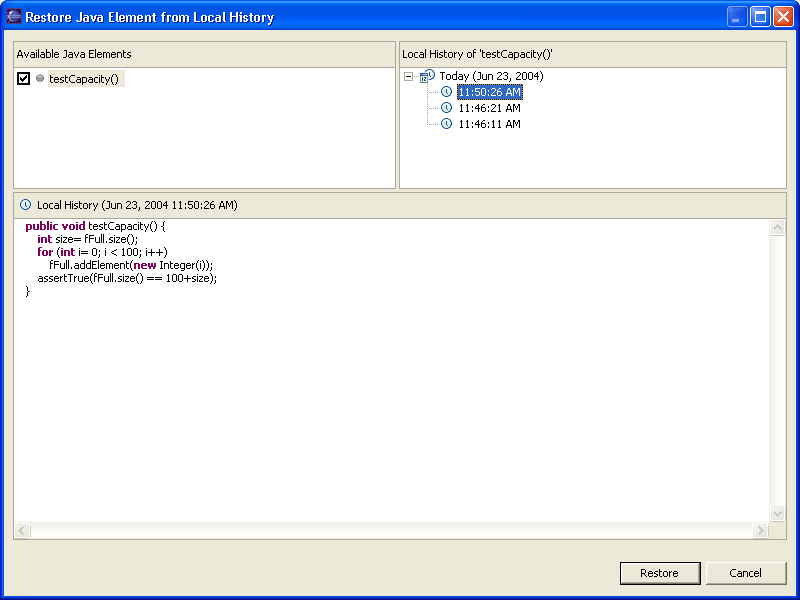 Restore Java Element from Local History
Available Java Elements
testCapacity()
Local History of 'testCapacity()'
Today (Jun 23, 2004)
11:50:26 AM
11:46:21 AM
11:46:11 AM
Local History (Jun 23, 2004 11:50:26 AM)
public void testCapacity() {
int size= fFull.size();
for (int i= 0; i < 100; i++)
fFull.addElement(new Integer(i));
assertTrue(fFull.size() == 100+size);
}
Restore
Cancel